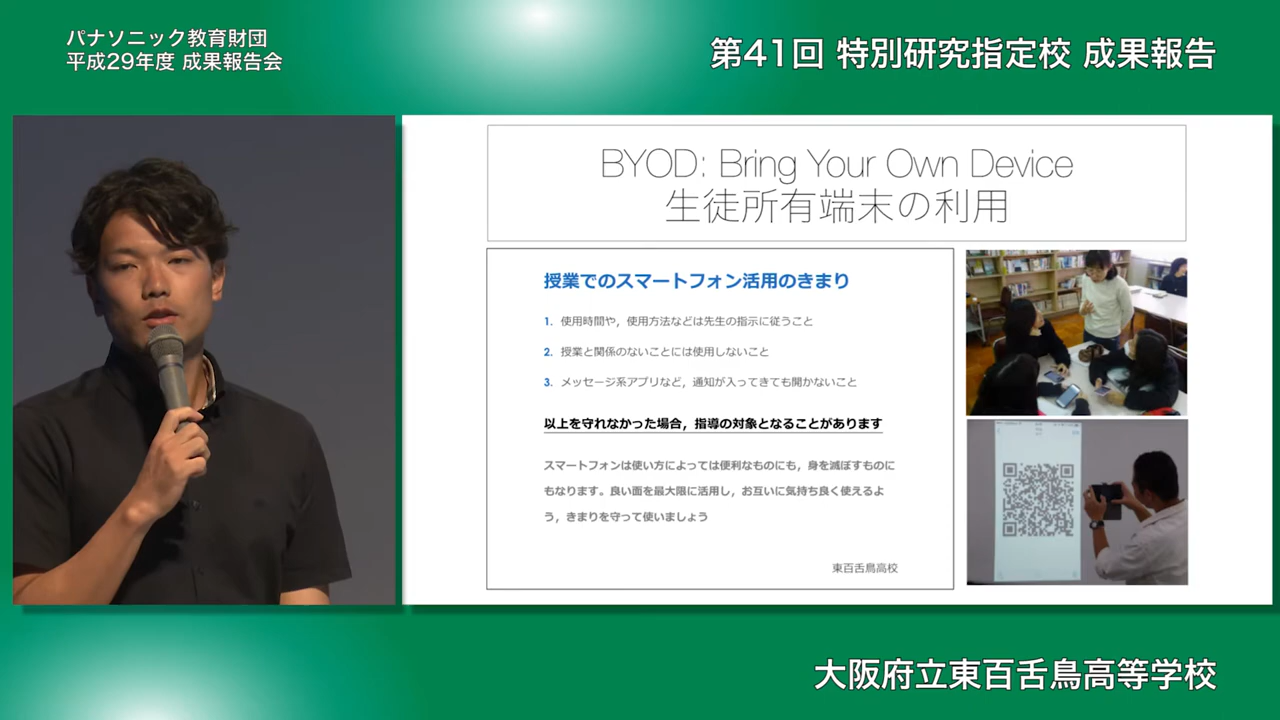 パナソニック教育財団
平成29年度 成果報告会
第41回 特別研究指定校 成果報告
BYOD: Bring Your Own Device
生徒所有端末の利用
授業でのスマートフォン活用のきまり
1. 使用時間や，使用方法などは先生の指示に従うこと
2. 授業と関係のないことには使用しないこと
3. メッセージ系アプリなど，通知が入ってきても開かないこと
以上を守れなかった場合，指導の対象となることがあります
スマートフォンは使い方によっては便利なものにも，身を滅ぼすものに
もなります。良い面を最大限に活用し，お互いに気持ち良く使えるよ
う，きまりを守って使いましょう
東百舌鳥高校
大阪府立東百舌鳥高等学校